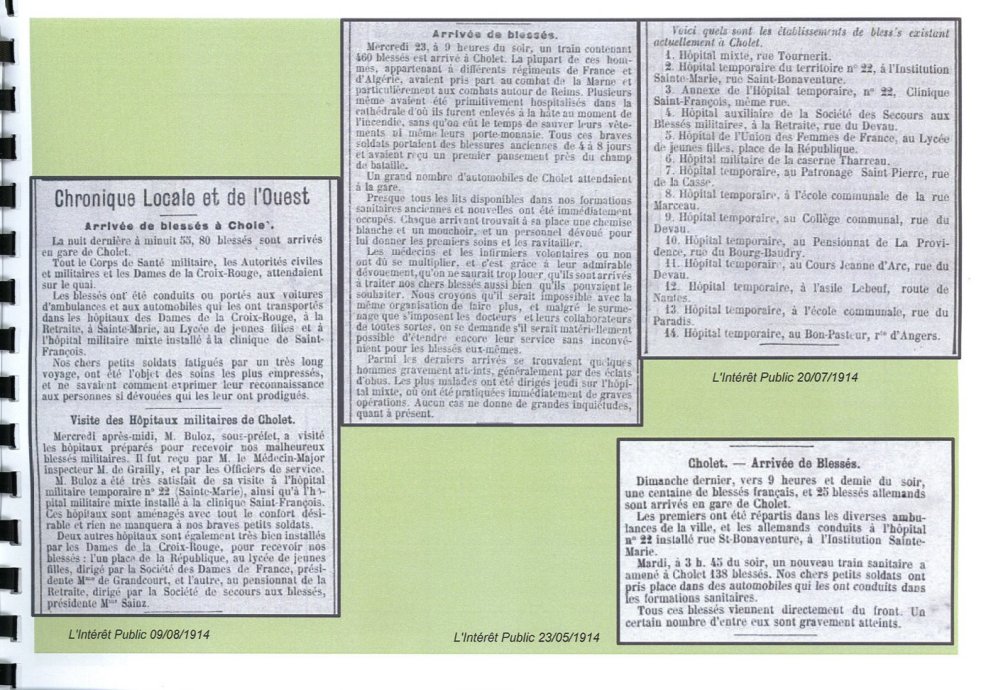 Chronique Locale et de l'Ouest
Arrivée de blessés à Cholet.
La nuit dernière à minuit 55, 80 blessés sont arrivés
en gare de Cholet.
Tout le Corps de Santé militaire, les Autorités civiles
et militaires et les Dames de la Croix-Rouge, attendaient
sur le quai.
Les blessés ont été conduits ou portés aux voitures
d'ambulances et aux automobiles qui les ont transportés
dans les hôpitaux des Dames de la Croix-Rouge, à la
Retraite, à Sainte-Marie, au Lycée de jeunes filles et à
l'hôpital militaire mixte installé à la clinique de Saint-
François.
Nos chers petits soldats fatigués par un très long
voyage, ont été l'objet des soins les plus empressés,
et ne savaient comment exprimer leur reconnaissance
aux personnes si dévouées qui les leur ont prodigués.
Visite des Hôpitaux militaires de Cholet.
Mercredi après-midi, M. Buloz, sous-préfet, a visité
les hôpitaux préparés pour recevoir nos malheureux
blessés militaires. Il fut reçu par M. le Médecin-Major
inspecteur M. de Grailly, et par les Officiers de service.
M. Buloz a été très satisfait de sa visite à l'hôpital
militaire temporaire n° 22 (Sainte-Marie), ainsi qu'à l'hô-
pital militaire mixte installé à la clinique Saint-François.
Ces hôpitaux sont aménagés avec tout le confort dési-
rable et rien ne manquera à nos braves petits soldats.
Deux autres hôpitaux sont également très bien installés
par les Dames de la Croix-Rouge, pour recevoir nos
blessés : l'un place de la République, au lycée de jeunes
filles, dirigé par la Société des Dames de France, prési-
dente Mme de Grandcourt, et l'autre, au pensionnat de la
Retraite, dirigé par la Société de secours aux blessés,
présidente Mme Sainz.
L'Intérêt Public 09/08/1914
Arrivée de blessés.
Mercredi 23, à 9 heures du soir, un train contenant
460 blessés est arrivé à Cholet. La plupart de ces hom-
mes, appartenant à différents régiments de France et
d'Algérie, avaient pris part au combat de la Marne et
particulièrement aux combats autour de Reims. Plusieurs
même avaient été primitivement hospitalisés dans la
cathédrale d'où ils furent enlevés à la hâte au moment de
l'incendie, sans qu'on eût le temps de sauver leurs vête-
ments ni même leurs porte-monnaie. Tous ces braves
soldats portaient des blessures anciennes de 4 à 8 jours
et avaient reçu un premier pansement près du champ
de bataille.
Un grand nombre d'automobiles de Cholet attendaient
à la gare.
Presque tous les lits disponibles dans nos formations
sanitaires anciennes et nouvelles ont été immédiatement
occupés. Chaque arrivant trouvait à sa place une chemise
blanche et un mouchoir, et un personnel dévoué pour
lui donner les premiers soins et les ravitailler.
Les médecins et les infirmiers volontaires ou non
ont dû se multiplier, et c'est grâce à leur admirable
dévouement, qu'on ne saurait trop louer, qu'ils sont arrivés
à traiter nos chers blessés aussi bien qu'ils pouvaient le
souhaiter. Nous croyons qu'il serait impossible avec la
même organisation de faire plus, et malgré le surme-
nage que s'imposent les docteurs et leurs collaborateurs
de toutes sortes, on se demande s'il serait matériellement
possible d'étendre encore leur service sans inconvé-
nient pour les blessés eux-mêmes.
Parmi les derniers arrivés se trouvaient quelques
hommes gravement atteints, généralement par des éclats
d'obus. Les plus malades ont été dirigés jeudi sur l'hôpi-
tal mixte, où ont été pratiquées immédiatement de graves
opérations. Aucun cas ne donne de grandes inquiétudes,
quant à présent.
L'Intérêt Public 23/05/1914
Voici quels sont les établissements de blessés existant
actuellement à Cholet.
1. Hôpital mixte, rue Tournerit.
2. Hôpital temporaire du territoire n° 22, à l'Institution
Sainte-Marie, rue Saint-Bonaventure.
3. Annexe de l'Hôpital temporaire, n° 22, Clinique
Saint-François, même rue.
4. Hôpital auxiliaire de la Société des Secours aux
Blessés militaires, à la Retraite, rue du Devau.
5. Hôpital de l'Union des Femmes de France, au Lycée
de jeunes filles, place de la République.
6. Hôpital militaire de la caserne Tharreau.
7. Hôpital temporaire, au Patronage Saint Pierre, rue
de la Casse.
8. Hôpital temporaire, à l'école communale de la rue
Marceau.
9. Hôpital temporaire, au Collège communal, rue du
Devau.
10. Hôpital temporaire, au Pensionnat de La Provi-
dence, rue du Bourg-Baudry.
11. Hôpital temporaire, au Cours Jeanne d'Arc, rue du
Devau.
12. Hôpital temporaire, à l'asile Lebeuf, route de
Nantes.
13. Hôpital temporaire, à l'école communale, rue du
Paradis.
14. Hôpital temporaire, au Bon-Pasteur, rte d'Angers.
L'Intérêt Public 20/07/1914
Cholet. — Arrivée de Blessés.
Dimanche dernier, vers 9 heures et demie du soir,
une centaine de blessés français, et 25 blessés allemands
sont arrivés en gare de Cholet.
Les premiers ont été répartis dans les diverses ambu-
lances de la ville, et les allemands conduits à l'hôpital
n° 22 installé rue St-Bonaventure, à l'Institution Sainte-
Marie.
Mardi, à 3 h. 45 du soir, un nouveau train sanitaire a
amené à Cholet 138 blessés. Nos chers petits soldats ont
pris place dans des automobiles qui les ont conduits dans
les formations sanitaires.
Tous ces blessés viennent directement du front. Un
certain nombre d'entre eux sont gravement atteints.